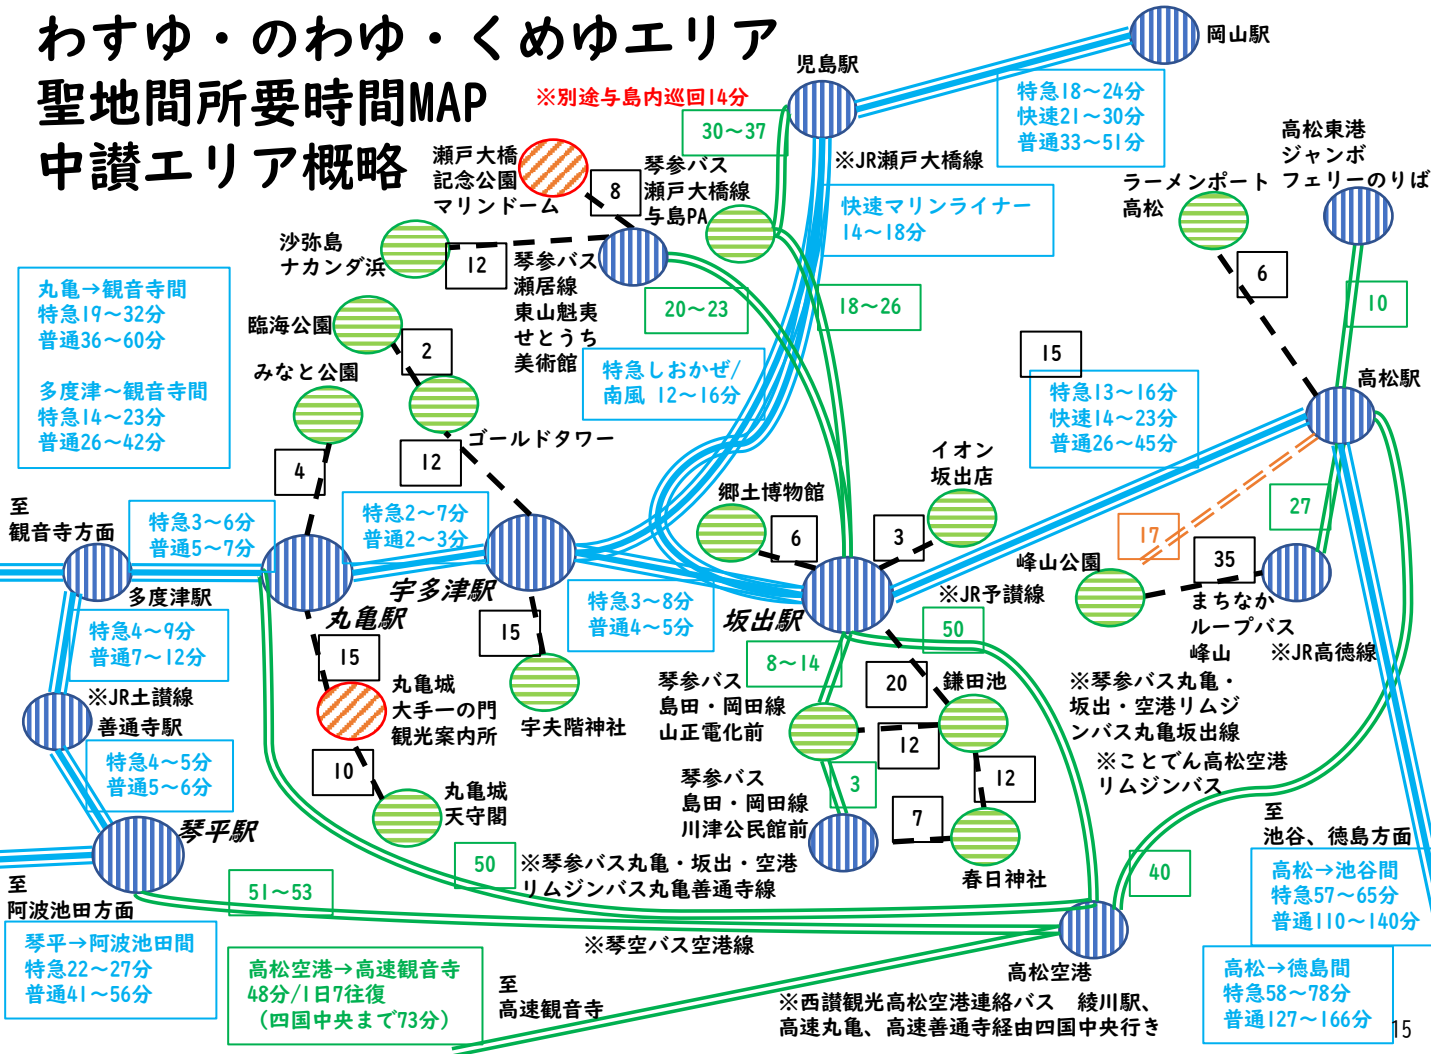 わすゆ・のわゆ・くめゆエリア
聖地間所要時間MAP
中讃エリア概略
※別途与島内巡回14分
児島駅
岡山駅
30～37
特急18～24分
快速21～30分
普通33～51分
※JR瀬戸大橋線
快速マリンライナー
14～18分
高松東港
ジャンボ
フェリーのりば
ラーメンポート
高松
瀬戸大橋
記念公園
マリンドーム
8
琴参バス
瀬戸大橋線
与島PA
沙弥島
ナカンダ浜
12
琴参バス
瀬居線
東山魁夷
せとうち
美術館
20～23
18～26
6
10
丸亀→観音寺間
特急19～32分
普通36～60分
多度津～観音寺間
特急14～23分
普通26～42分
臨海公園
2
みなと公園
4
ゴールドタワー
12
特急しおかぜ/
南風 12～16分
15
特急13～16分
快速14～23分
普通26～45分
高松駅
イオン
坂出店
郷土博物館
6
3
17
27
峰山公園
35
まちなか
ループバス
峰山
※JR高徳線
至
観音寺方面
特急3～6分
普通5～7分
特急2～7分
普通2～3分
多度津駅
丸亀駅
宇多津駅
特急3～8分
普通4～5分
坂出駅
※JR予讃線
50
特急4～9分
普通7～12分
※JR土讃線
善通寺駅
特急4～5分
普通5～6分
琴平駅
15
丸亀城
大手一の門
観光案内所
10
丸亀城
天守閣
15
宇夫階神社
8～14
琴参バス
島田・岡田線
山正電化前
20
鎌田池
12
12
3
7
琴参バス
島田・岡田線
川津公民館前
春日神社
※琴参バス丸亀・
坂出・空港リムジ
ンバス丸亀坂出線
※ことでん高松空港
リムジンバス
至
池谷、徳島方面
高松→池谷間
特急57～65分
普通110～140分
高松→徳島間
特急58～78分
普通127～166分
40
50
※琴参バス丸亀・坂出・空港
リムジンバス丸亀善通寺線
51～53
※琴空バス空港線
至
阿波池田方面
琴平→阿波池田間
特急22～27分
普通41～56分
高松空港→高速観音寺
48分/1日7往復
（四国中央まで73分）
至
高速観音寺
高松空港
※西讃観光高松空港連絡バス　綾川駅、
高速丸亀、高速善通寺経由四国中央行き
15